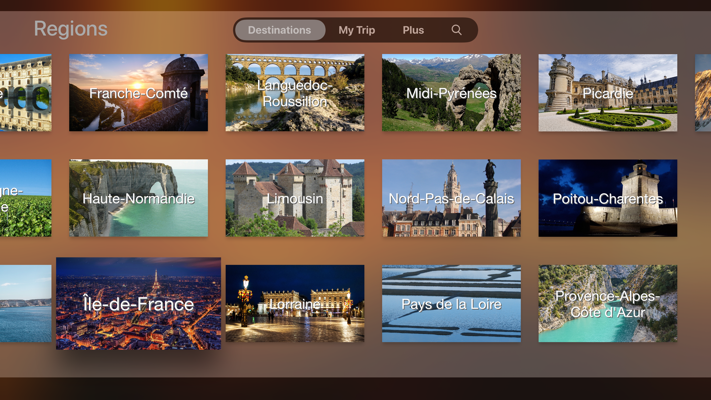 Regions
Destinations
My Trip
Plus
Franche-Comté
Languedoc-
Roussillon
Midi-Pyrénées
Picardie
gne-
e
Haute-Normandie
Limousin
Nord-Pas-de-Calais
Poitou-Charentes
Île-de-France
Lorraine
Pays de la Loire
Provence-Alpes-
Côte d'Azur